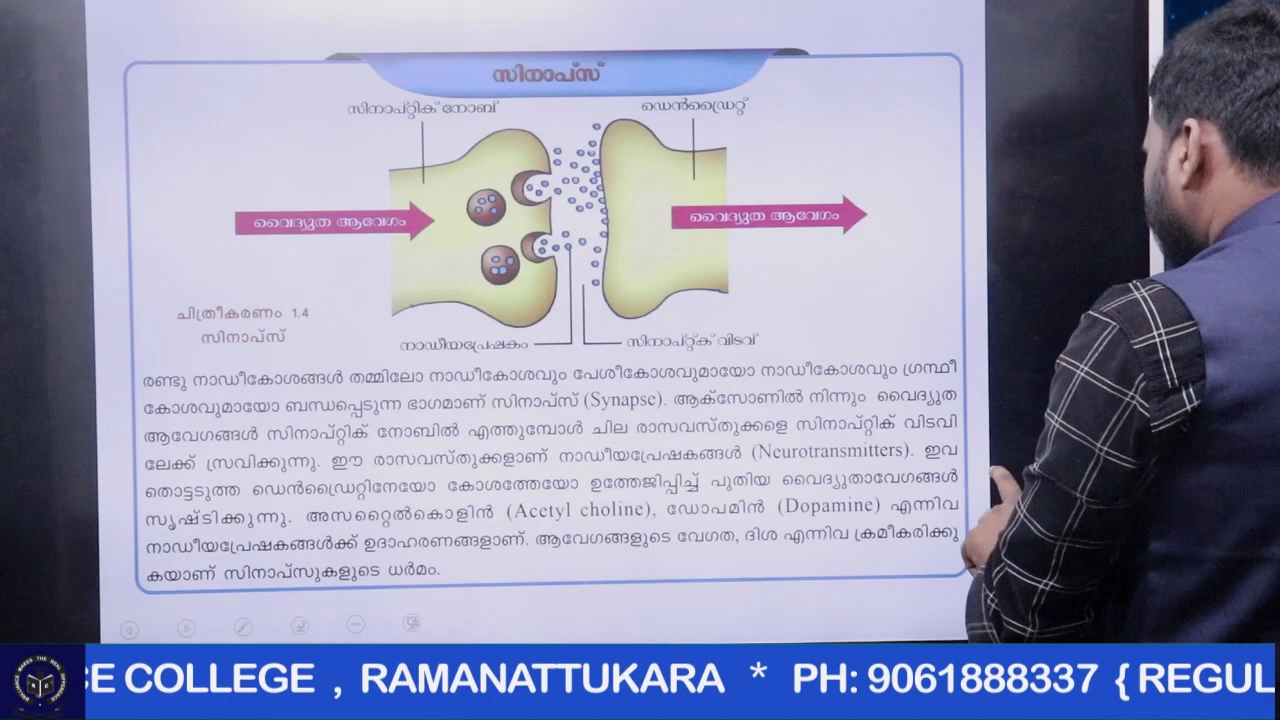 സിനാപ്സ്
സിനാപ്റ്റിക് നോബ്
ഡെൻഡ്രൈറ്റ്
വൈദ്യുത ആവേഗം
വൈദ്യുത ആവേഗം
ചിത്രീകരണം 1.4
സിനാപ്സ്
നാഡീയപ്രേഷകം
സിനാപ്റ്റിക് വിടവ്
രണ്ടു നാഡീകോശങ്ങൾ തമ്മിലോ നാഡീകോശവും പേശീകോശവുമായോ നാഡീകോശവും ഗ്രന്ഥീ
കോശവുമായോ ബന്ധപ്പെടുന്ന ഭാഗമാണ് സിനാപ്സ് (Synapse). ആക്സോണിൽ നിന്നും വൈദ്യുത
ആവേഗങ്ങൾ സിനാപ്റ്റിക് നോബിൽ എത്തുമ്പോൾ ചില രാസവസ്തുക്കളെ സിനാപ്റ്റിക് വിടവി
ലേക്ക് സ്രവിക്കുന്നു. ഈ രാസവസ്തുക്കളാണ് നാഡീയപ്രേഷകങ്ങൾ (Neurotransmitters). ഇവ
തൊട്ടടുത്ത ഡെൻഡ്രൈറ്റിനേയോ കോശത്തേയോ ഉത്തേജിപ്പിച്ച് പുതിയ വൈദ്യുതാവേഗങ്ങൾ
സൃഷ്ടിക്കുന്നു. അസറ്റൈൽകൊളിൻ (Acetyl choline), ഡോപമിൻ (Dopamine) എന്നിവ
നാഡീയപ്രേഷകങ്ങൾക്ക് ഉദാഹരണങ്ങളാണ്. ആവേഗങ്ങളുടെ വേഗത, ദിശ എന്നിവ ക്രമീകരിക്കു
കയാണ് സിനാപ്സുകളുടെ ധർമം.
CE COLLEGE , RAMANATTUKARA * PH: 9061888337 { REGUL